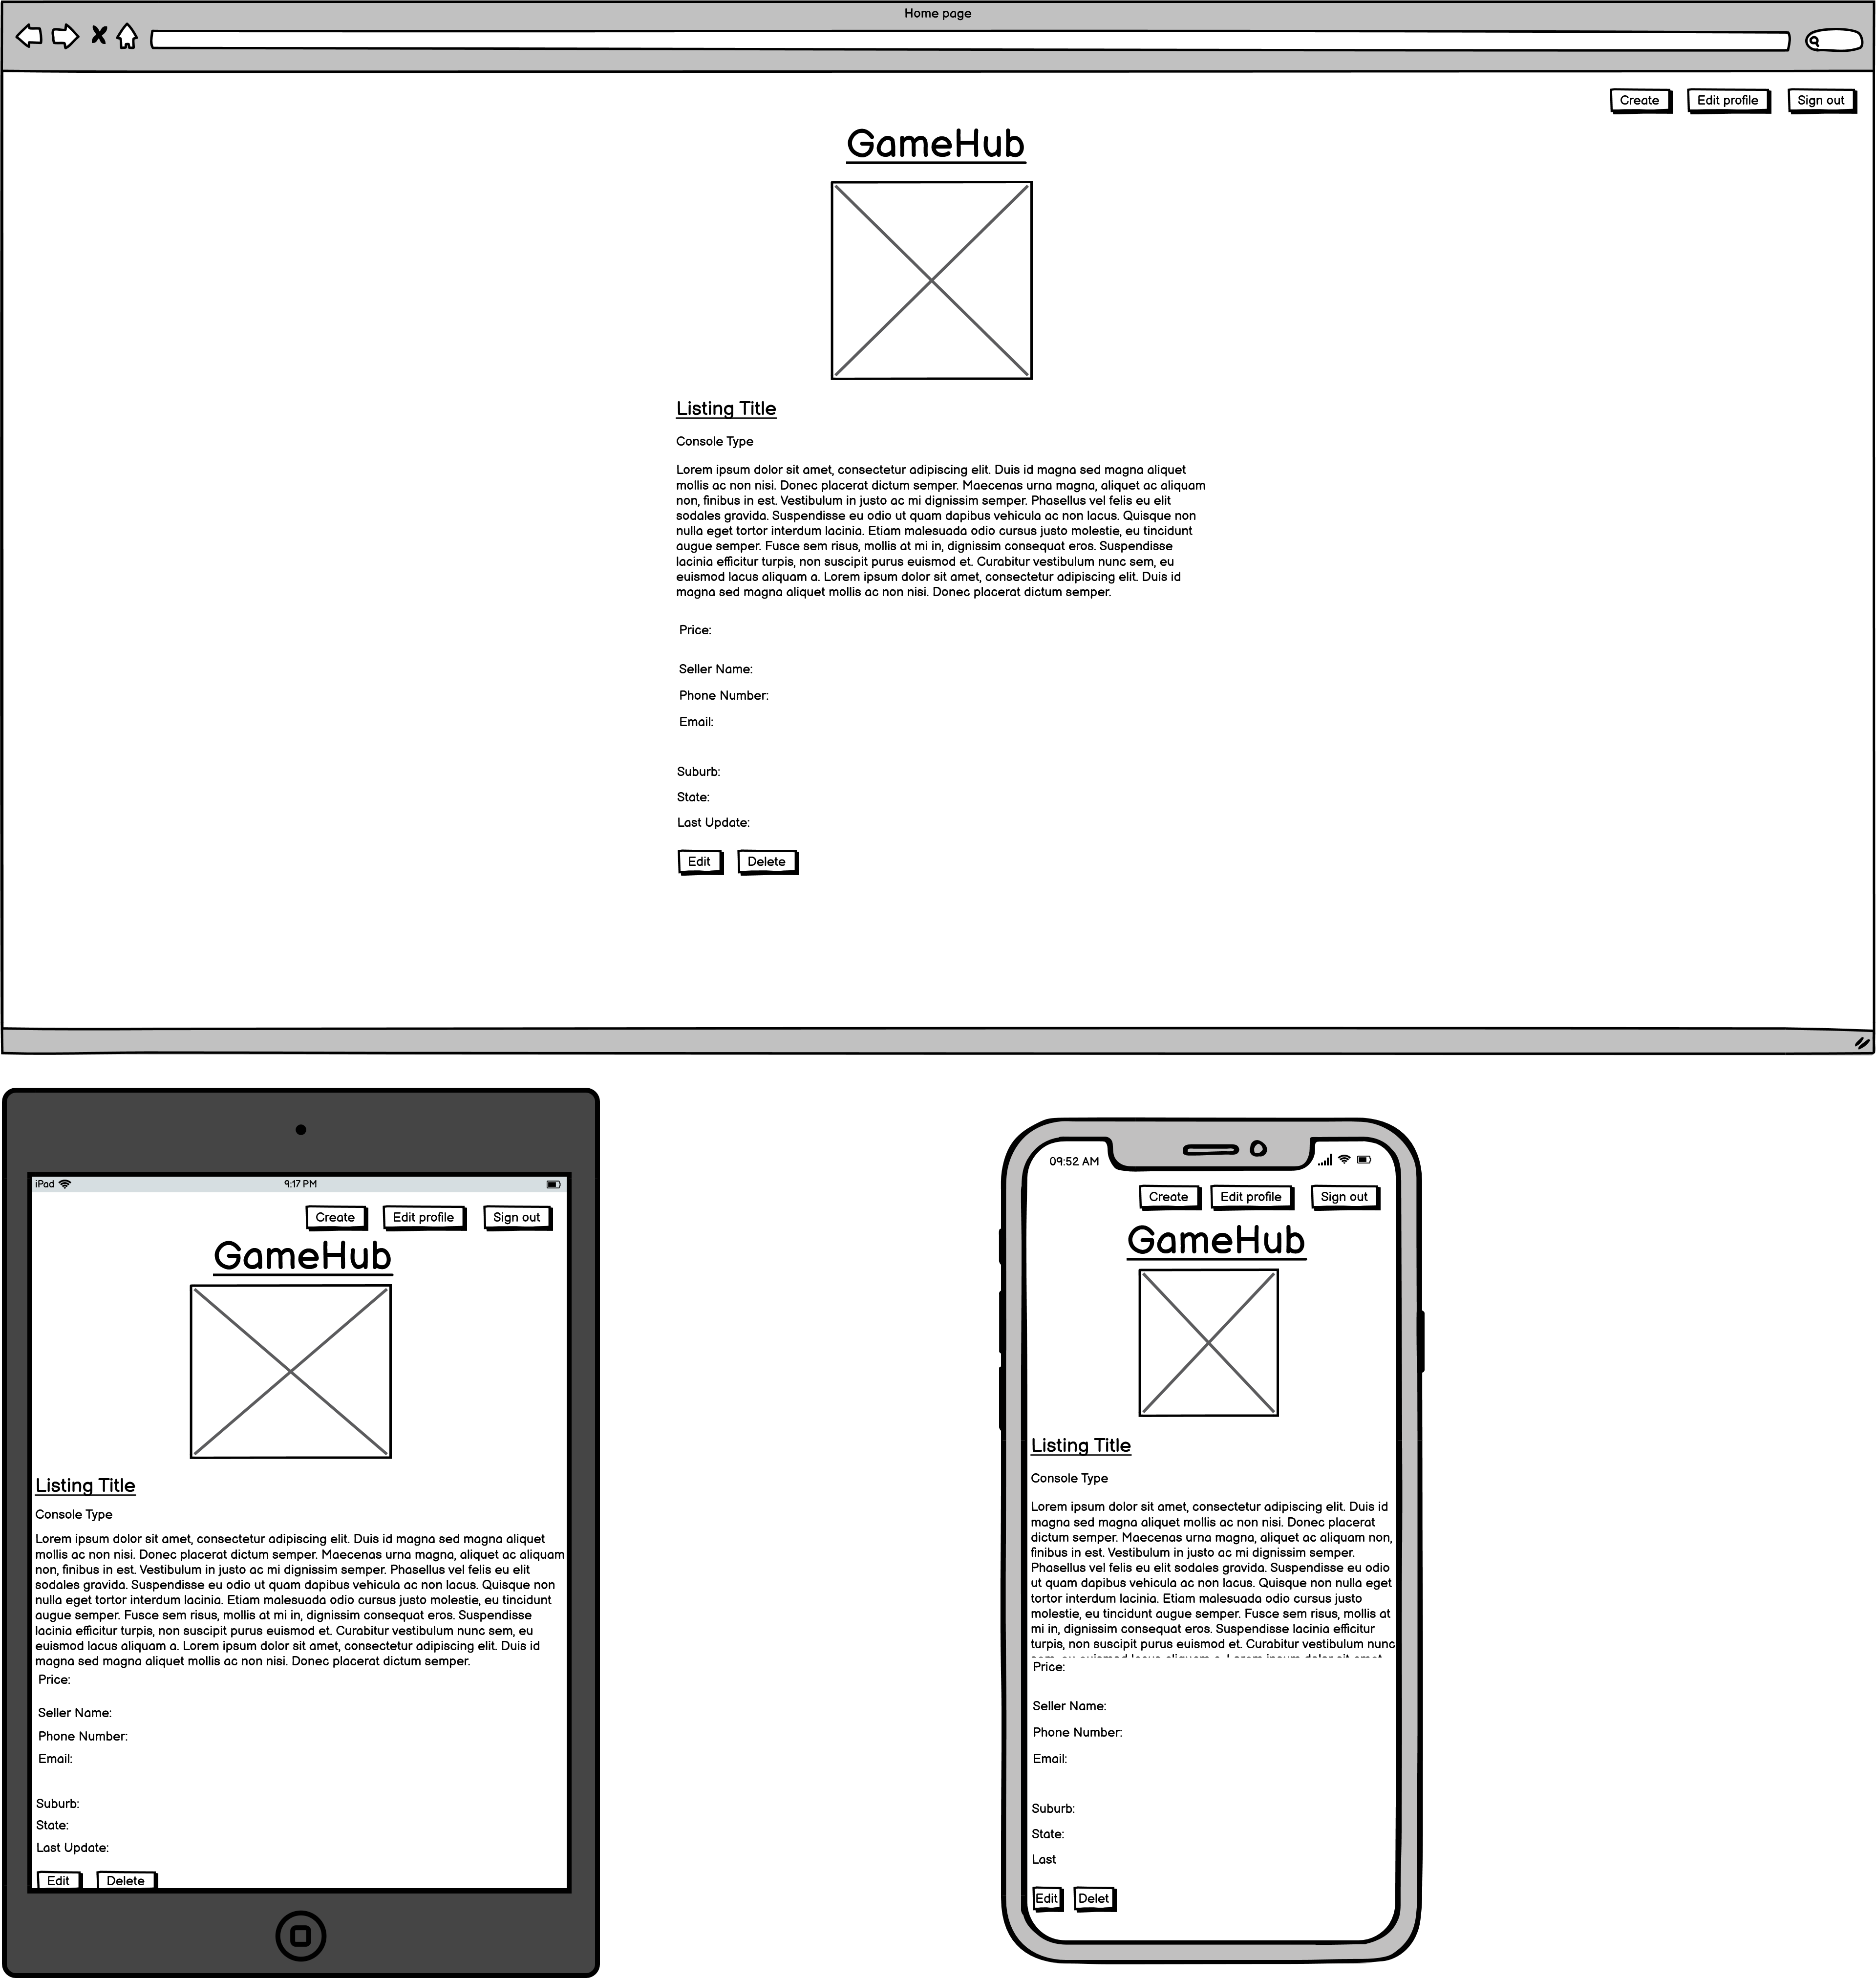 Home page
Create Edit profile Sign out
GameHub
Listing Title
Console Type
Lorem ipsum dolor sit amet, consectetur adipiscing elit. Duis id magna sed magna aliquet
mollis ac non nisi. Donec placerat dictum semper. Maecenas urna magna, aliquet ac aliquam
non, finibus in est. Vestibulum in justo ac mi dignissim semper. Phasellus vel felis eu elit
sodales gravida. Suspendisse eu odio ut quam dapibus vehicula ac non lacus. Quisque non
nulla eget tortor interdum lacinia. Etiam malesuada odio cursus justo molestie, eu tincidunt
augue semper. Fusce sem risus, mollis at mi in, dignissim consequat eros. Suspendisse
lacinia efficitur turpis, non suscipit purus euismod et. Curabitur vestibulum nunc sem, eu
euismod lacus aliquam a. Lorem ipsum dolor sit amet, consectetur adipiscing elit. Duis id
magna sed magna aliquet mollis ac non nisi. Donec placerat dictum semper.
Price:
Seller Name:
Phone Number:
Email:
Suburb:
State:
Last Update:
Edit Delete
iPad 9:17 PM
Create Edit profile Sign out
GameHub
Listing Title
Console Type
Lorem ipsum dolor sit amet, consectetur adipiscing elit. Duis id magna sed magna aliquet
mollis ac non nisi. Donec placerat dictum semper. Maecenas urna magna, aliquet ac aliquam
non, finibus in est. Vestibulum in justo ac mi dignissim semper. Phasellus vel felis eu elit
sodales gravida. Suspendisse eu odio ut quam dapibus vehicula ac non lacus. Quisque non
nulla eget tortor interdum lacinia. Etiam malesuada odio cursus justo molestie, eu tincidunt
augue semper. Fusce sem risus, mollis at mi in, dignissim consequat eros. Suspendisse
lacinia efficitur turpis, non suscipit purus euismod et. Curabitur vestibulum nunc sem, eu
euismod lacus aliquam a. Lorem ipsum dolor sit amet, consectetur adipiscing elit. Duis id
magna sed magna aliquet mollis ac non nisi. Donec placerat dictum semper.
Price:
Seller Name:
Phone Number:
Email:
Suburb:
State:
Last Update:
Edit Delete
09:52 AM
Create Edit profile Sign out
GameHub
Listing Title
Console Type
Lorem ipsum dolor sit amet, consectetur adipiscing elit. Duis id
magna sed magna aliquet mollis ac non nisi. Donec placerat
dictum semper. Maecenas urna magna, aliquet ac aliquam non,
finibus in est. Vestibulum in justo ac mi dignissim semper.
Phasellus vel felis eu elit sodales gravida. Suspendisse eu odio
ut quam dapibus vehicula ac non lacus. Quisque non nulla eget
tortor interdum lacinia. Etiam malesuada odio cursus justo
molestie, eu tincidunt augue semper. Fusce sem risus, mollis at
mi in, dignissim consequat eros. Suspendisse lacinia efficitur
turpis, non suscipit purus euismod et. Curabitur vestibulum nunc
Price:
Seller Name:
Phone Number:
Email:
Suburb:
State:
Last
Edit Delet